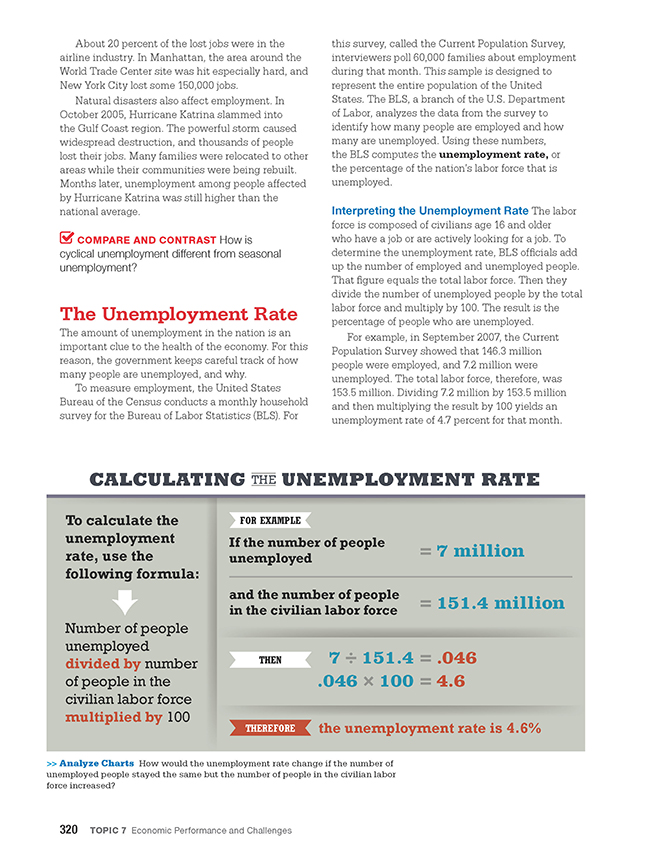 About 20 percent of the lost jobs were in the
airline industry. In Manhattan, the area around the
World Trade Center site was hit especially hard, and
New York City lost some 150,000 jobs.
Natural disasters also affect employment. In
October 2005, Hurricane Katrina slammed into
the Gulf Coast region. The powerful storm caused
widespread destruction, and thousands of people
lost their jobs. Many families were relocated to other
areas while their communities were being rebuilt.
Months later, unemployment among people affected
by Hurricane Katrina was still higher than the
national average.
COMPARE AND CONTRAST How is
cyclical unemployment different from seasonal
unemployment?
The Unemployment Rate
The amount of unemployment in the nation is an
important clue to the health of the economy. For this
reason, the government keeps careful track of how
many people are unemployed, and why.
To measure employment, the United States
Bureau of the Census conducts a monthly household
survey for the Bureau of Labor Statistics (BLS). For
this survey, called the Current Population Survey,
interviewers poll 60,000 families about employment
during that month. This sample is designed to
represent the entire population of the United
States. The BLS, a branch of the U.S. Department
of Labor, analyzes the data from the survey to
identify how many people are employed and how
many are unemployed. Using these numbers,
the BLS computes the unemployment rate, or
the percentage of the nation's labor force that is
unemployed.
Interpreting the Unemployment Rate The labor
force is composed of civilians age 16 and older
who have a job or are actively looking for a job. To
determine the unemployment rate, BLS officials add
up the number of employed and unemployed people.
That figure equals the total labor force. Then they
divide the number of unemployed people by the total
labor force and multiply by 100. The result is the
percentage of people who are unemployed.
For example, in September 2007, the Current
Population Survey showed that 146.3 million
people were employed, and 7.2 million were
unemployed. The total labor force, therefore, was
153.5 million. Dividing 7.2 million by 153.5 million
and then multiplying the result by 100 yields an
unemployment rate of 4.7 percent for that month.
CALCULATING THE UNEMPLOYMENT RATE
To calculate the
unemployment
rate, use the
following formula:
Number of people
unemployed
divided by number
of people in the
civilian labor force
multiplied by 100
FOR EXAMPLE
If the number of people
unemployed
= 7 million
and the number of people
in the civilian labor force
= 151.4 million
THEN
7 ÷ 151.4 = .046
.046 × 100 = 4.6
THEREFORE the unemployment rate is 4.6%
>> Analyze Charts How would the unemployment rate change if the number of
unemployed people stayed the same but the number of people in the civilian labor
force increased?
320 TOPIC 7 Economic Performance and Challenges